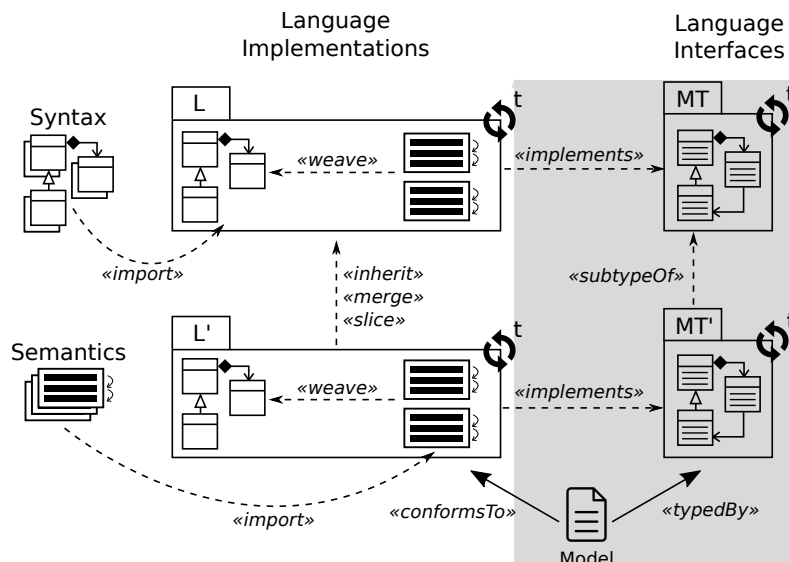 Language
Implementations
Language
Interfaces
Syntax
L
t
MT
t
«weave»
«implements»
«import»
«inherit»
«merge»
«slice»
«subtypeOf»
Semantics
L'
t
MT'
t
«weave»
«implements»
«import»
«conformsTo»
«typedBy»
Model